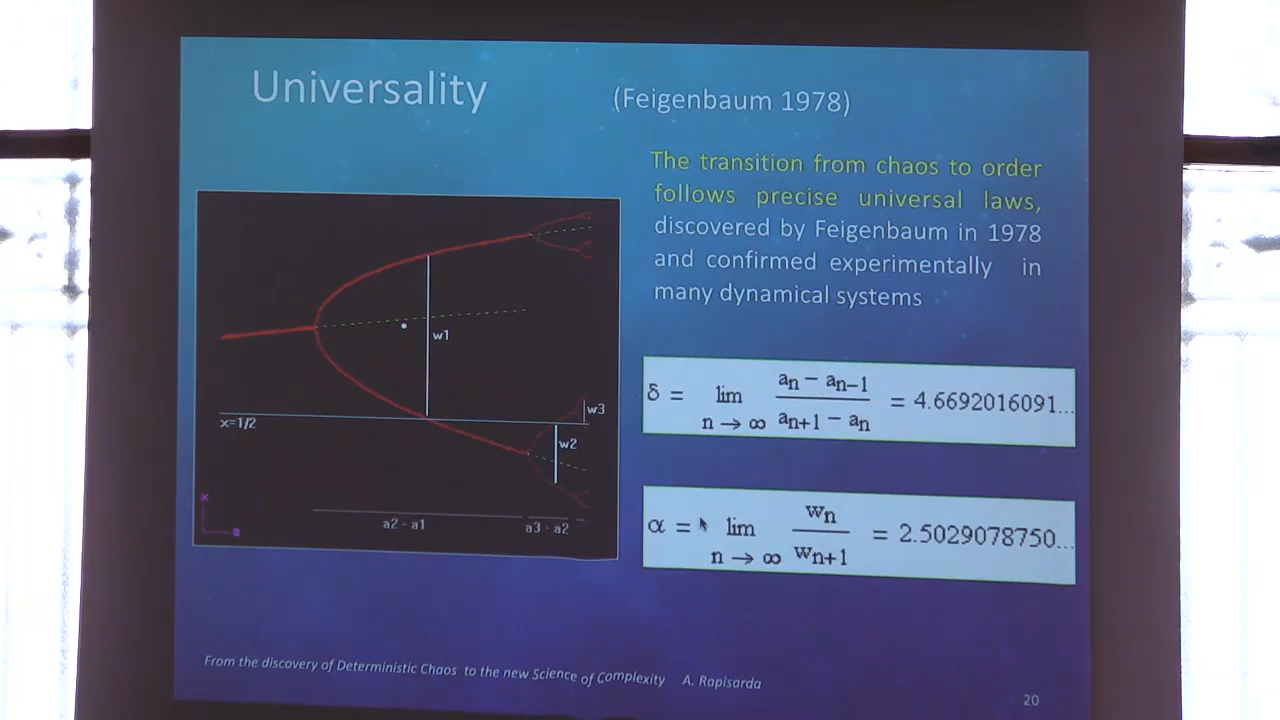 Universality
(Feigenbaum 1978)
The transition from chaos to order
follows precise universal laws,
discovered by Feigenbaum in 1978
and confirmed experimentally in
many dynamical systems
w1
w3
x=1/2
w2
x
a
a2 - a1
a3 - a2
δ = lim n → ∞ an − an−1 / an+1 − an = 4.6692016091...
α = lim n → ∞ wn / wn+1 = 2.5029078750...
From the discovery of Deterministic Chaos to the new Science of Complexity A. Rapisarda
20